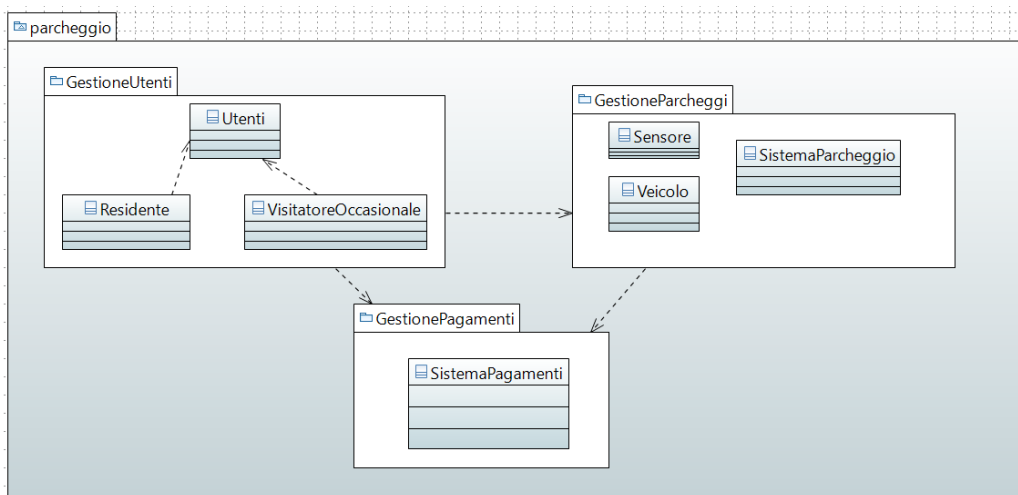 parcheggio
GestioneUtenti
Utenti
Residente
VisitatoreOccasionale
GestioneParcheggi
Sensore
SistemaParcheggio
Veicolo
GestionePagamenti
SistemaPagamenti